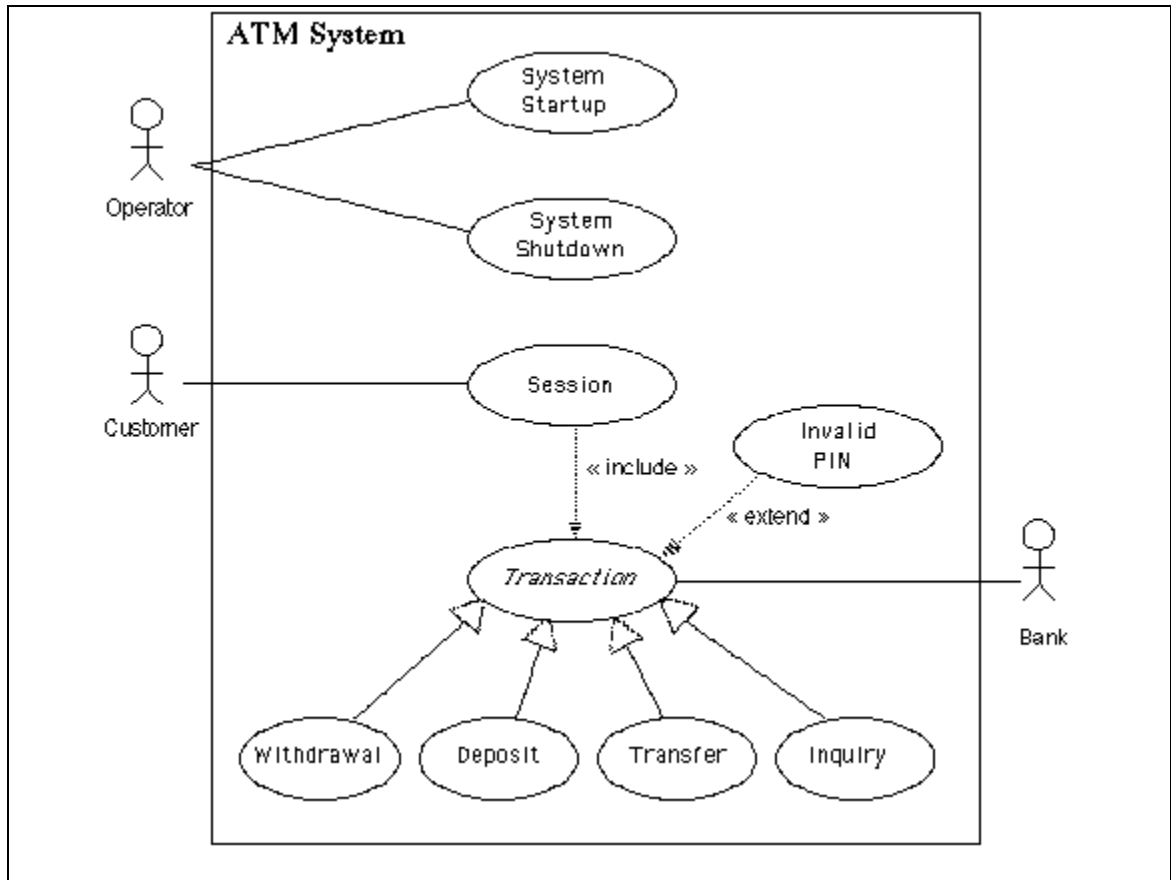 ATM System
System
Startup
Operator
System
Shutdown
Customer
Session
Invalid
PIN
« include »
« extend »
Transaction
Bank
Withdrawal
Deposit
Transfer
Inquiry